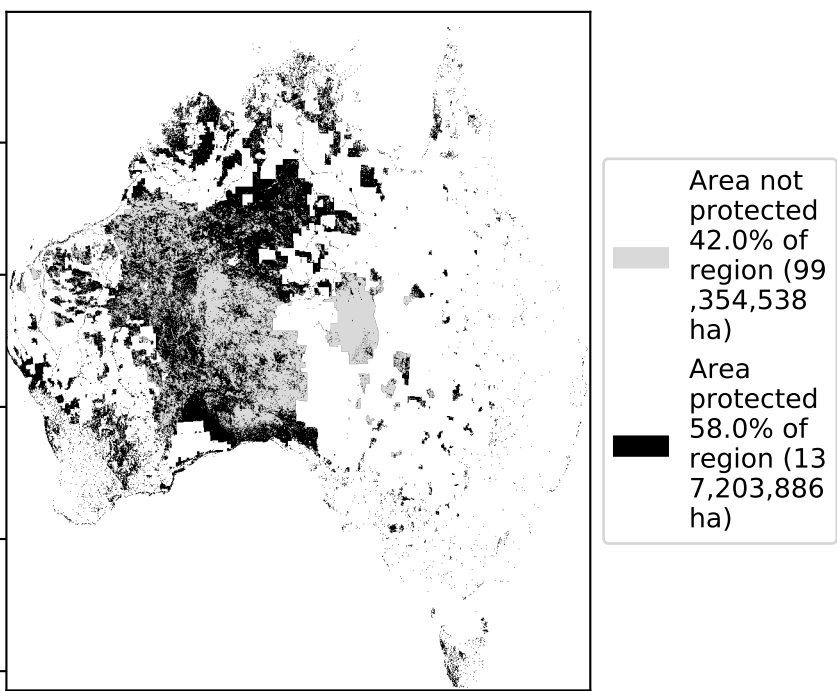 Area not
protected
42.0% of
region (99
,354,538
ha)
Area
protected
58.0% of
region (13
7,203,886
ha)